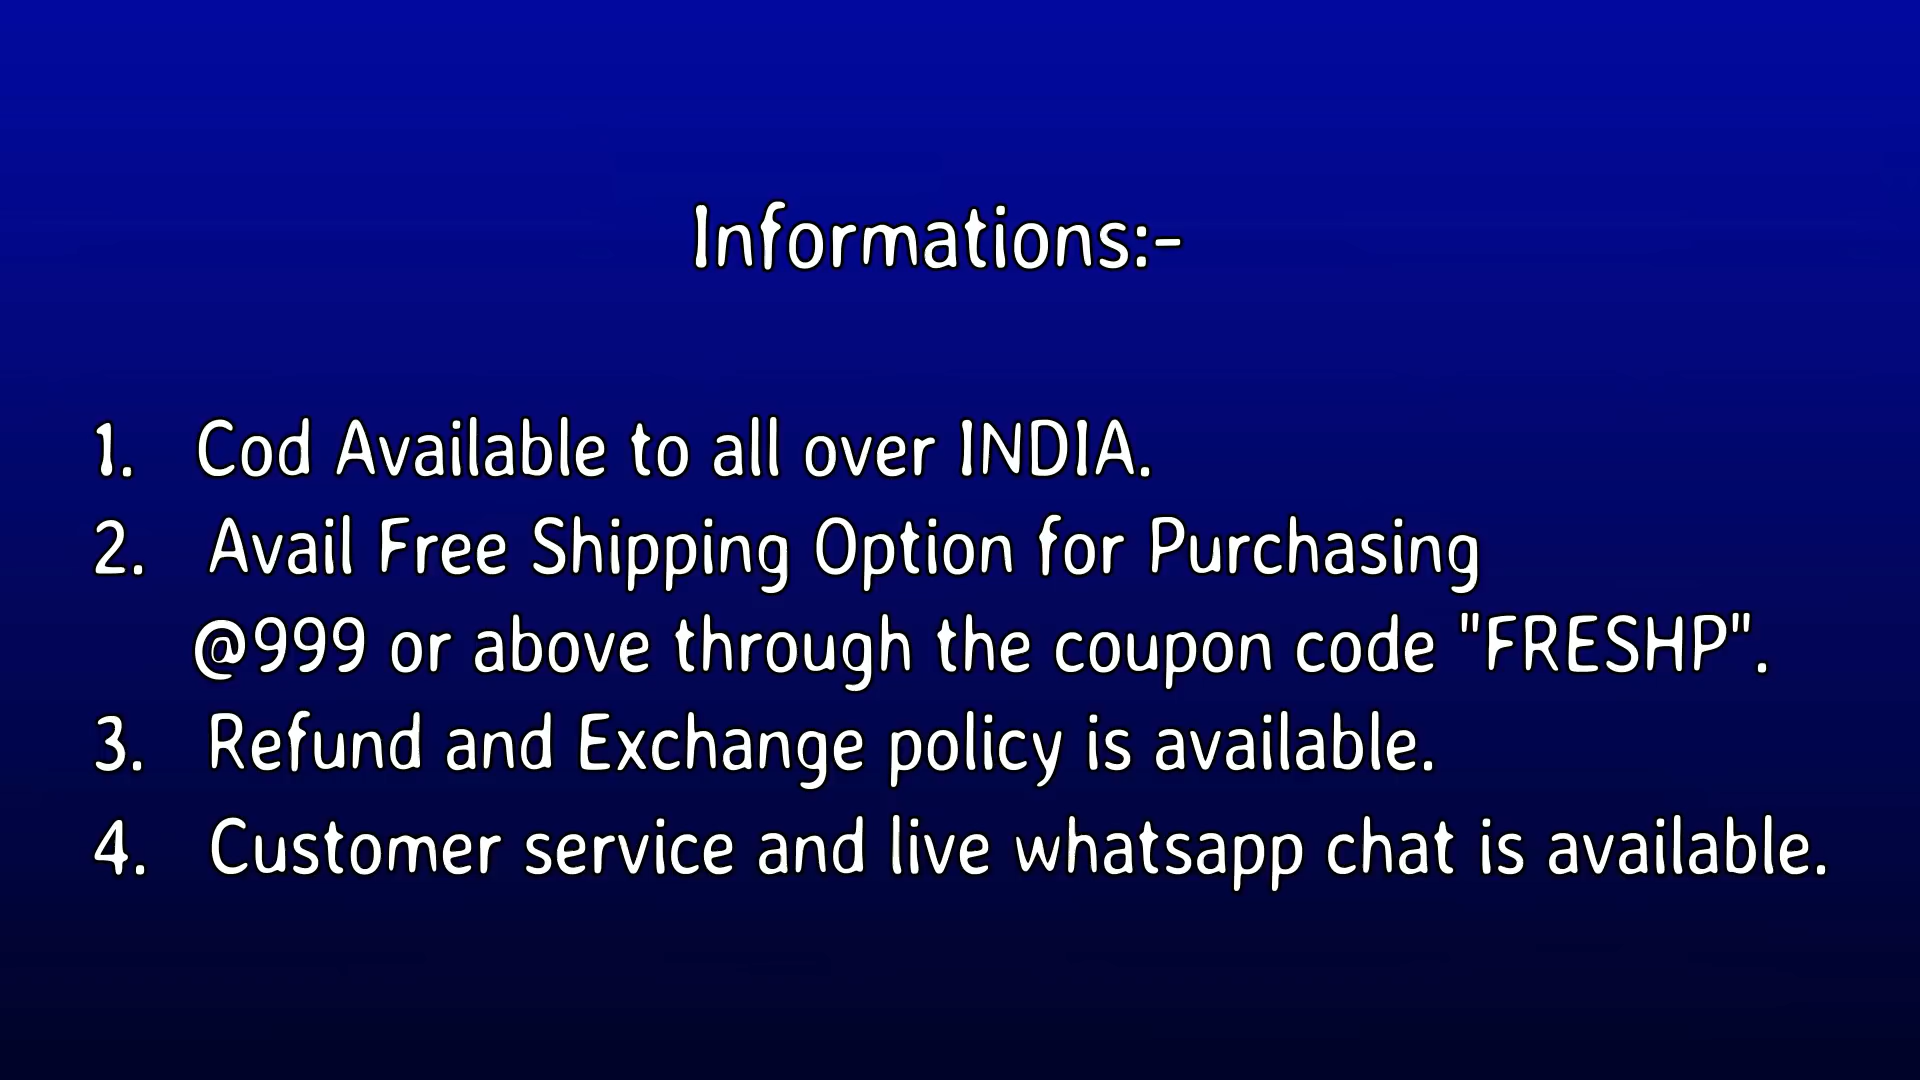 Informations:-
1. Cod Available to all over INDIA.
2. Avail Free Shipping Option for Purchasing
@999 or above through the coupon code "FRESHP".
3. Refund and Exchange policy is available.
4. Customer service and live whatsapp chat is available.